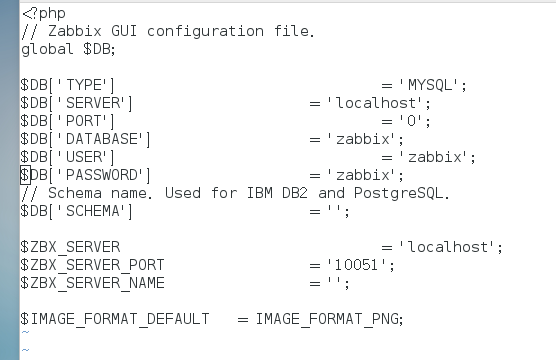 <?php
// Zabbix GUI configuration file.
global $DB;
$DB['TYPE'] = 'MYSQL';
$DB['SERVER'] = 'localhost';
$DB['PORT'] = '0';
$DB['DATABASE'] = 'zabbix';
$DB['USER'] = 'zabbix';
$DB['PASSWORD'] = 'zabbix';
// Schema name. Used for IBM DB2 and PostgreSQL.
$DB['SCHEMA'] = '';
$ZBX_SERVER = 'localhost';
$ZBX_SERVER_PORT = '10051';
$ZBX_SERVER_NAME = '';
$IMAGE_FORMAT_DEFAULT = IMAGE_FORMAT_PNG;
~
~